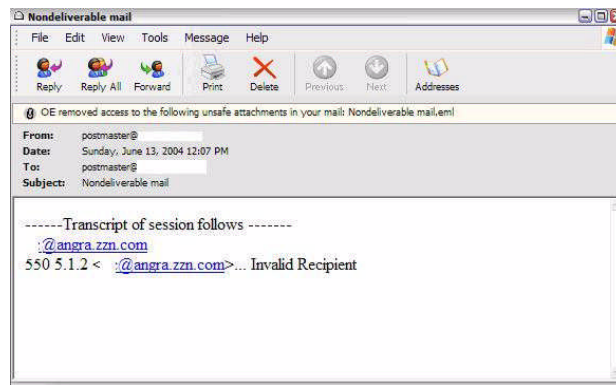 Nondeliverable mail
File Edit View Tools Message Help
Reply Reply All Forward Print Delete Previous Next Addresses
OE removed access to the following unsafe attachments in your mail: Nondeliverable mail.eml
From: postmaster@
Date: Sunday, June 13, 2004 12:07 PM
To: postmaster@
Subject: Nondeliverable mail
------Transcript of session follows -------
:@angra.zzn.com
550 5.1.2 < :@angra.zzn.com>... Invalid Recipient